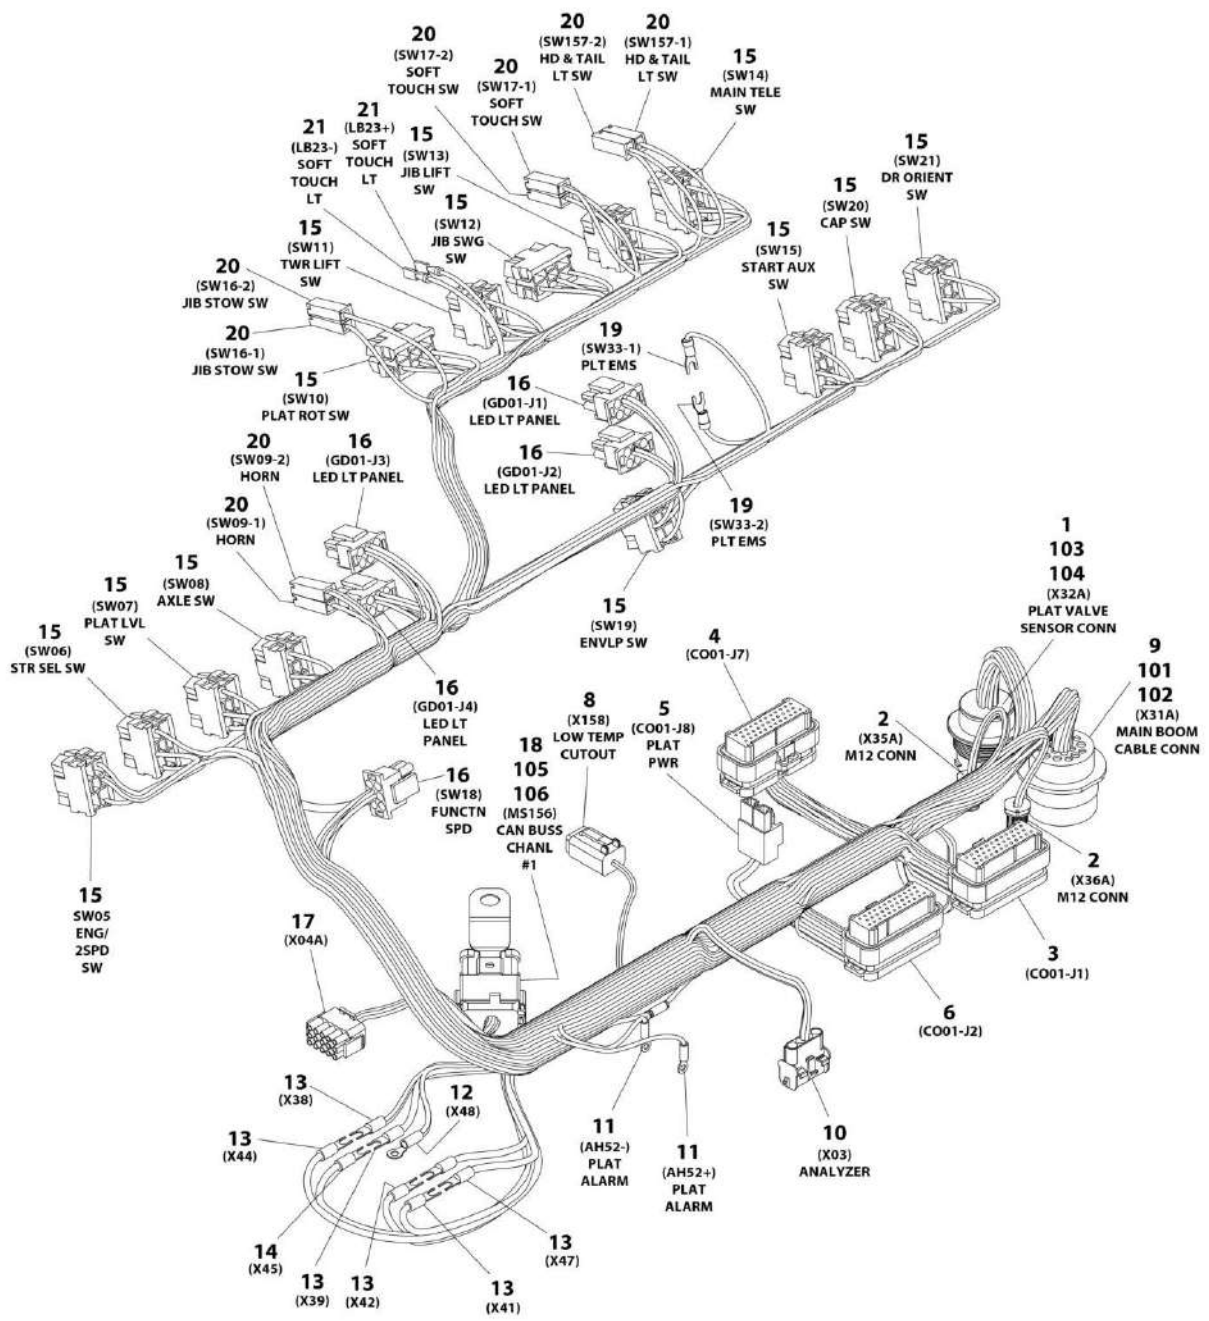 20
(SW17-2)
SOFT
TOUCH SW
20
(SW17-1)
SOFT
TOUCH SW
20
(SW157-2)
HD & TAIL
LT SW
20
(SW157-1)
HD & TAIL
LT SW
15
(SW14)
MAIN TELE
SW
21
(LB23-)
SOFT
TOUCH
LT
21
(LB23+)
SOFT
TOUCH
LT
15
(SW13)
JIB LIFT
SW
15
(SW12)
JIB SWG
SW
15
(SW11)
TWR LIFT
SW
20
(SW16-2)
JIB STOW SW
20
(SW16-1)
JIB STOW SW
15
(SW10)
PLAT ROT SW
15
(SW21)
DR ORIENT
SW
15
(SW20)
CAP SW
15
(SW15)
START AUX
SW
19
(SW33-1)
PLT EMS
16
(GD01-J1)
LED LT PANEL
16
(GD01-J2)
LED LT PANEL
19
(SW33-2)
PLT EMS
20
(SW09-2)
HORN
16
(GD01-J3)
LED LT PANEL
20
(SW09-1)
HORN
15
(SW08)
AXLE SW
15
(SW07)
PLAT LVL
SW
15
(SW06)
STR SEL SW
15
(SW19)
ENVLP SW
16
(GD01-J4)
LED LT
PANEL
1
103
104
(X32A)
PLAT VALVE
SENSOR CONN
4
(CO01-J7)
9
101
102
(X31A)
MAIN BOOM
CABLE CONN
2
(X35A)
M12 CONN
5
(CO01-J8)
PLAT
PWR
8
(X158)
LOW TEMP
CUTOUT
18
105
106
(MS156)
CAN BUSS
CHANL
#1
16
(SW18)
FUNCTN
SPD
15
SW05
ENG/
2SPD
SW
17
(X04A)
2
(X36A)
M12 CONN
3
(CO01-J1)
6
(CO01-J2)
13
(X38)
12
(X48)
13
(X44)
11
(AH52-)
PLAT
ALARM
11
(AH52+)
PLAT
ALARM
10
(X03)
ANALYZER
14
(X45)
13
(X39)
13
(X42)
13
(X41)
13
(X47)